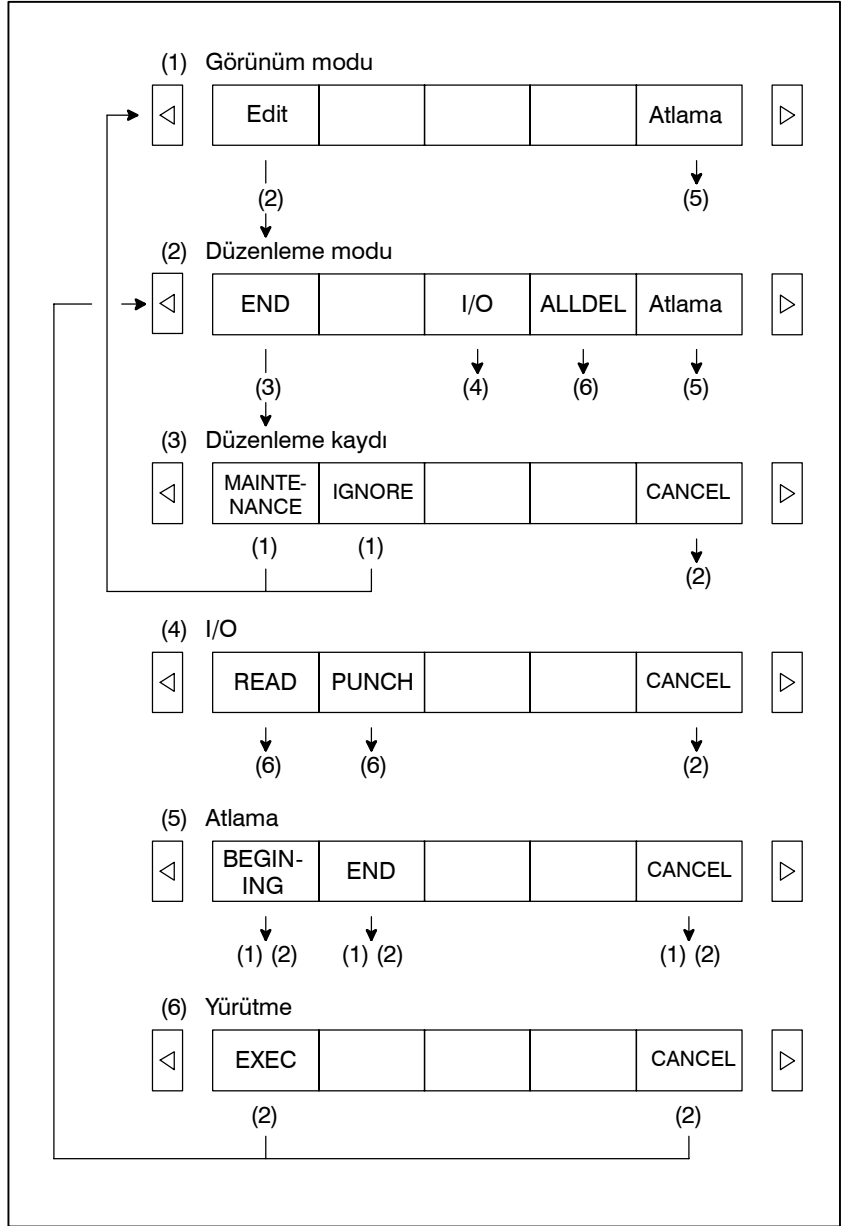 (1) Görünüm modu
Edit Atlama
(2) (5)
(2) Düzenleme modu
END I/O ALLDEL Atlama
(3) (4) (6) (5)
(3) Düzenleme kaydı
MAINTE-
NANCE IGNORE CANCEL
(1) (1) (2)
(4) I/O
READ PUNCH CANCEL
(6) (6) (2)
(5) Atlama
BEGIN-
ING END CANCEL
(1) (2) (1) (2) (1) (2)
(6) Yürütme
EXEC CANCEL
(2) (2)